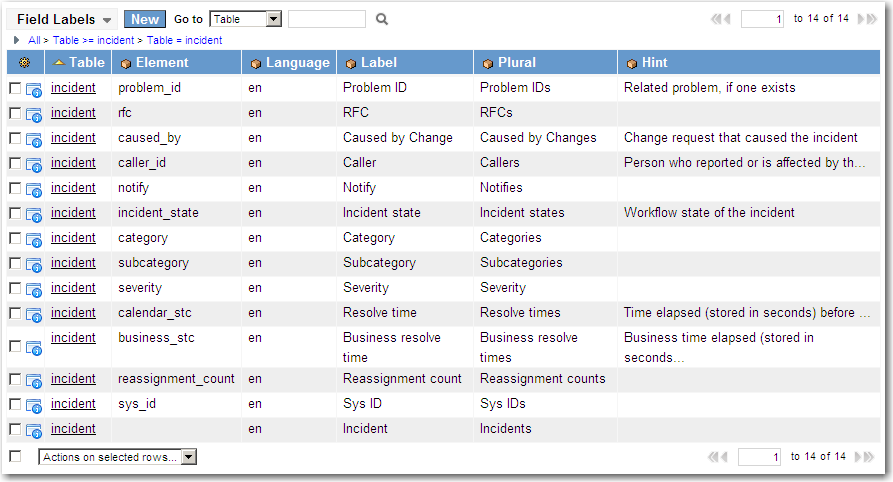 Field Labels New Go to Table 1 to 14 of 14
All > Table >= incident > Table = incident
Table Element Language Label Plural Hint
incident problem_id en Problem ID Problem IDs Related problem, if one exists
incident rfc en RFC RFCs
incident caused_by en Caused by Change Caused by Changes Change request that caused the incident
incident caller_id en Caller Callers Person who reported or is affected by th...
incident notify en Notify Notifies
incident incident_state en Incident state Incident states Workflow state of the incident
incident category en Category Categories
incident subcategory en Subcategory Subcategories
incident severity en Severity Severity
incident calendar_stc en Resolve time Resolve times Time elapsed (stored in seconds) before ...
incident business_stc en Business resolve Business resolve Business time elapsed (stored in
time times seconds...
incident reassignment_count en Reassignment count Reassignment counts
incident sys_id en Sys ID Sys IDs
incident en Incident Incidents
Actions on selected rows... 1 to 14 of 14